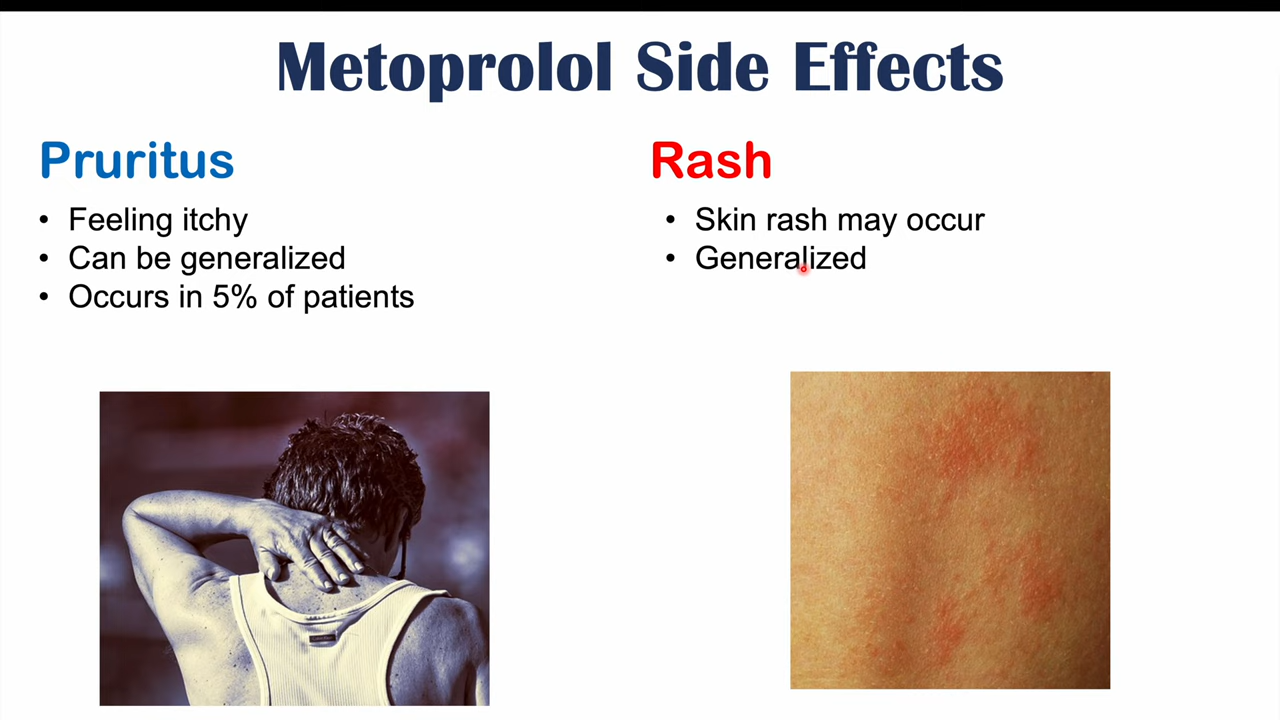 Metoprolol Side Effects
Pruritus
• Feeling itchy
• Can be generalized
• Occurs in 5% of patients
Rash
• Skin rash may occur
• Generalized